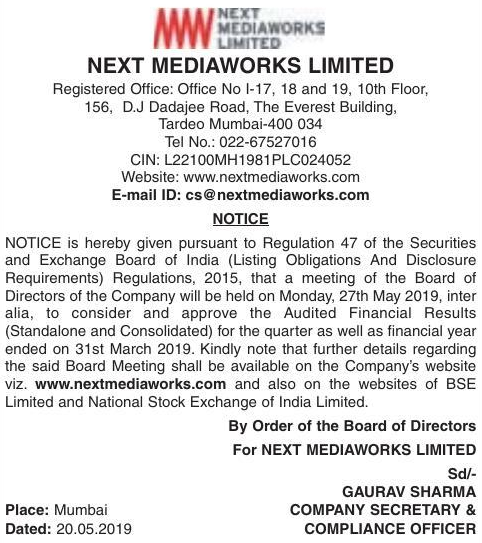 NEXT
MEDIAWORKS
LIMITED
NEXT MEDIAWORKS LIMITED
Registered Office: Office No I-17, 18 and 19, 10th Floor,
156, D.J Dadajee Road, The Everest Building,
Tardeo Mumbai-400 034
Tel No.: 022-67527016
CIN: L22100MH1981PLC024052
Website: www.nextmediaworks.com
E-mail ID: cs@nextmediaworks.com
NOTICE
NOTICE is hereby given pursuant to Regulation 47 of the Securities
and Exchange Board of India (Listing Obligations And Disclosure
Requirements) Regulations, 2015, that a meeting of the Board of
Directors of the Company will be held on Monday, 27th May 2019, inter
alia, to consider and approve the Audited Financial Results
(Standalone and Consolidated) for the quarter as well as financial year
ended on 31st March 2019. Kindly note that further details regarding
the said Board Meeting shall be available on the Company's website
viz. www.nextmediaworks.com and also on the websites of BSE
Limited and National Stock Exchange of India Limited.
By Order of the Board of Directors
For NEXT MEDIAWORKS LIMITED
Sd/-
GAURAV SHARMA
Place: Mumbai COMPANY SECRETARY &
Dated: 20.05.2019 COMPLIANCE OFFICER